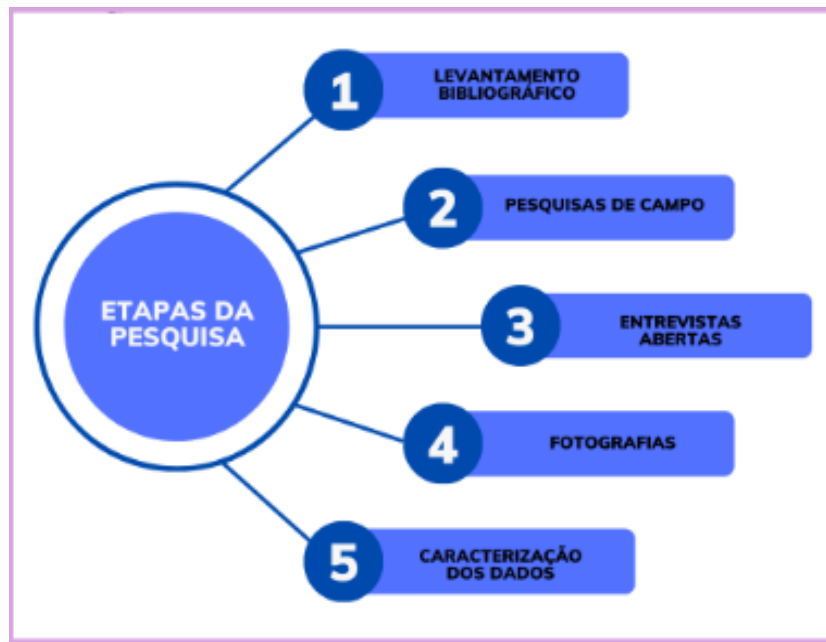 ETAPAS DA
PESQUISA
1
LEVANTAMENTO
BIBLIOGRÁFICO
2
PESQUISAS DE CAMPO
3
ENTREVISTAS
ABERTAS
4
FOTOGRAFIAS
5
CARACTERIZAÇÃO
DOS DADOS